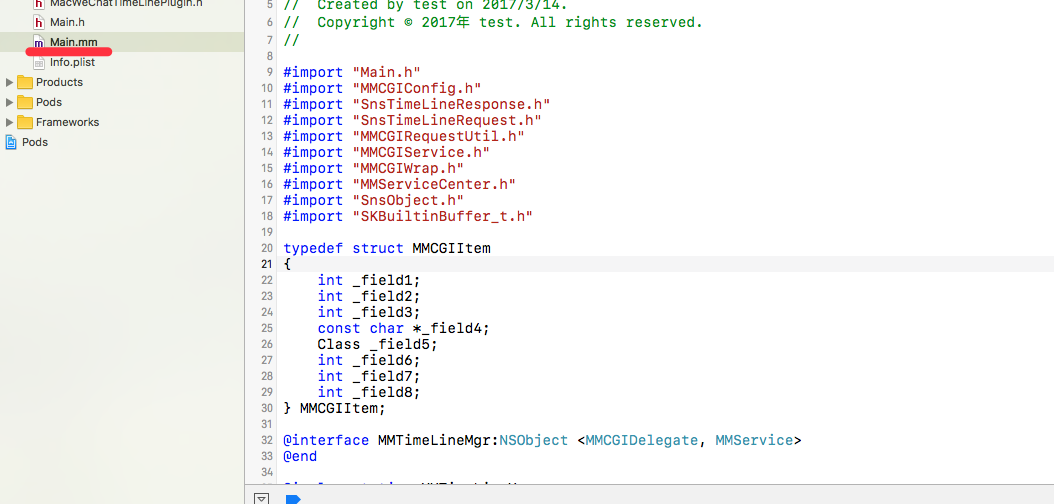 MacWeChatTimeLinePlugin.h
Main.h
Main.mm
Info.plist
Products
Pods
Frameworks
Pods
5 // Created by test on 2017/3/14.
6 // Copyright © 2017年 test. All rights reserved.
7 //
8
9 #import "Main.h"
10 #import "MMCGIConfig.h"
11 #import "SnsTimeLineResponse.h"
12 #import "SnsTimeLineRequest.h"
13 #import "MMCGIRequestUtil.h"
14 #import "MMCGIService.h"
15 #import "MMCGIWrap.h"
16 #import "MMServiceCenter.h"
17 #import "SnsObject.h"
18 #import "SKBuiltinBuffer_t.h"
19
20 typedef struct MMCGIItem
21 {
22 int _field1;
23 int _field2;
24 int _field3;
25 const char *_field4;
26 Class _field5;
27 int _field6;
28 int _field7;
29 int _field8;
30 } MMCGIItem;
31
32 @interface MMTimeLineMgr:NSObject <MMCGIDelegate, MMService>
33 @end
34